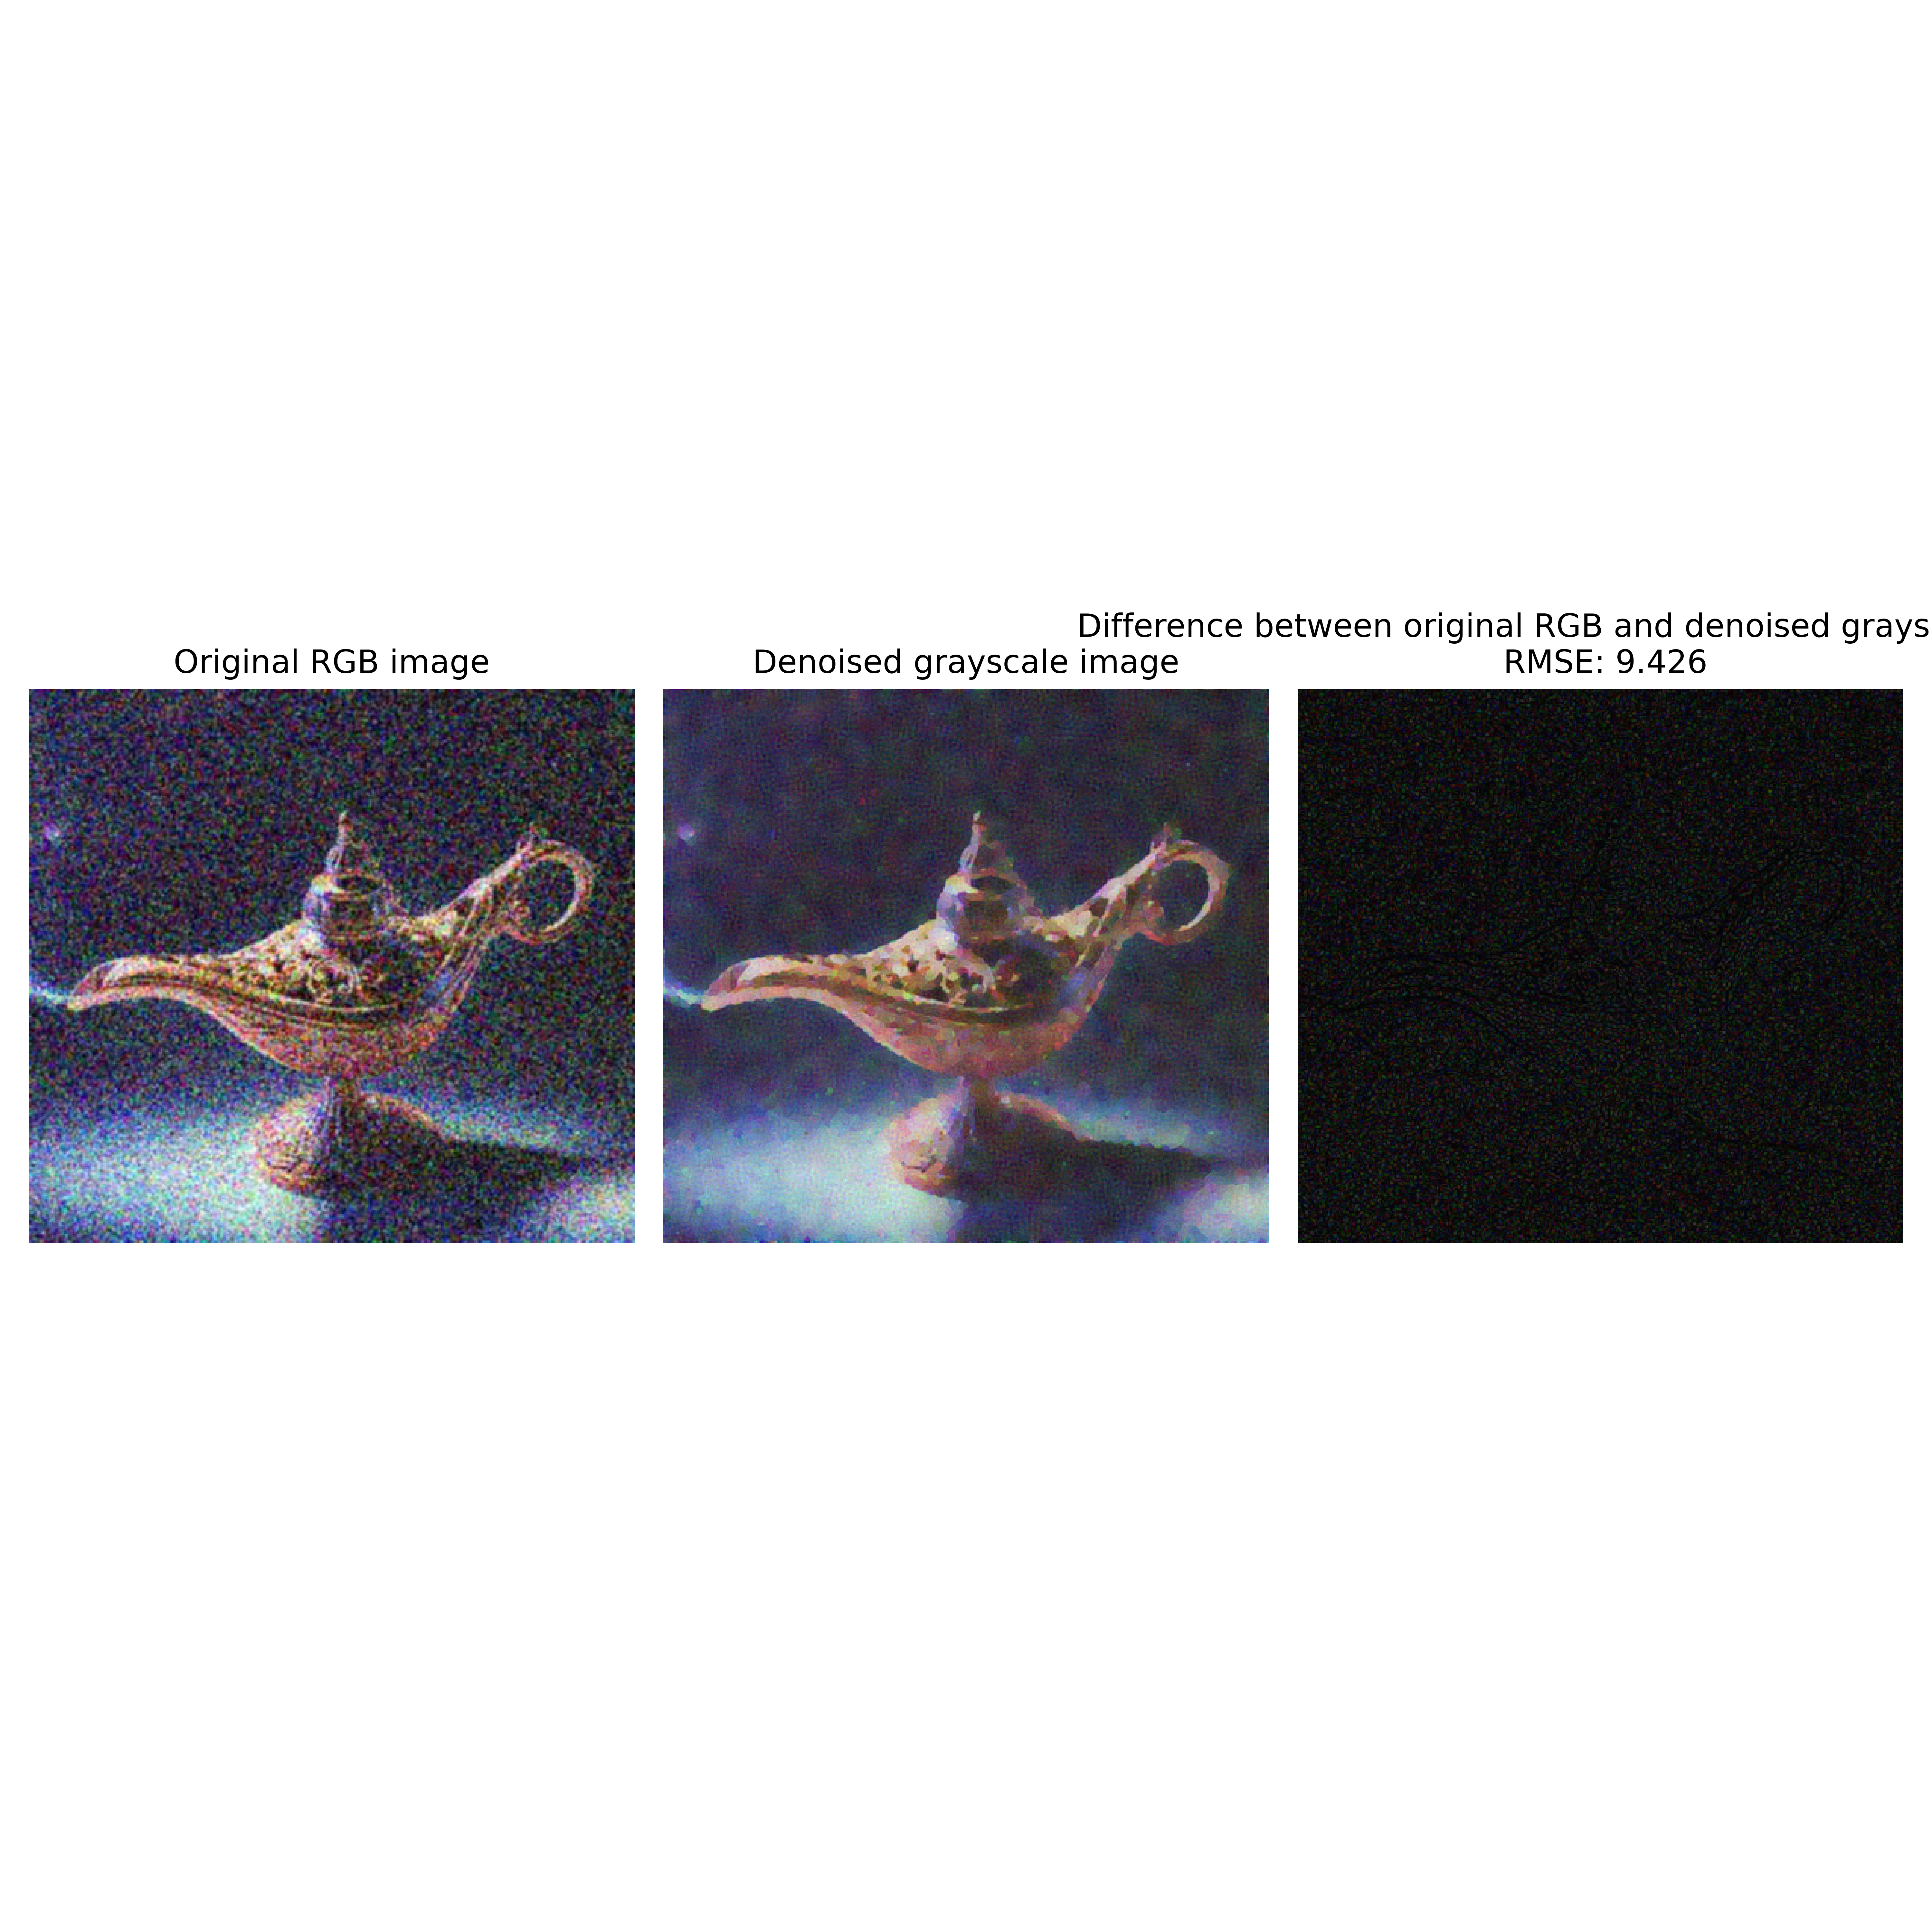 Original RGB image
Denoised grayscale image
Difference between original RGB and denoised grays
RMSE: 9.426